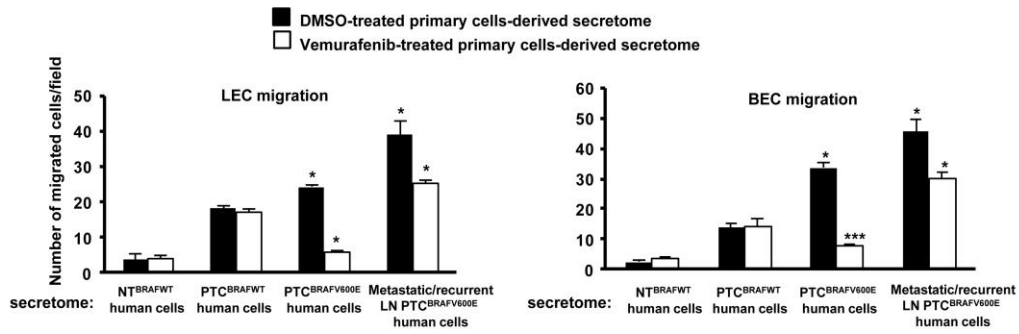 DMSO-treated primary cells-derived secretome
Vemurafenib-treated primary cells-derived secretome
Number of migrated cells/field
LEC migration
50
40
30
20
10
0
*
*
*
*
secretome:
NTBRAFWT
human cells
PTCBRAFWT
human cells
PTCBRAFV600E
human cells
Metastatic/recurrent
LN PTCBRAFV600E
human cells
BEC migration
60
50
40
30
20
10
0
*
***
*
*
secretome:
NTBRAFWT
human cells
PTCBRAFWT
human cells
PTCBRAFV600E
human cells
Metastatic/recurrent
LN PTCBRAFV600E
human cells